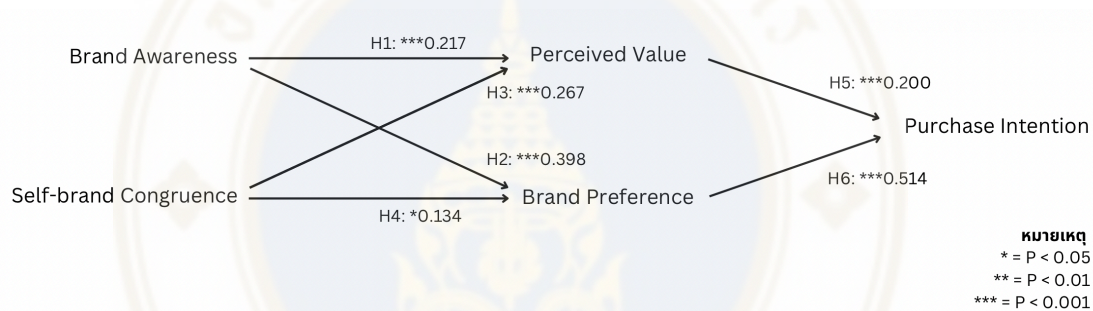 H1: ***0.217
Brand Awareness
Perceived Value
H3: ***0.267
H5: ***0.200
Purchase Intention
H2: ***0.398
H6: ***0.514
Self-brand Congruence
Brand Preference
H4: *0.134
หมายเหตุ
* = P < 0.05
** = P < 0.01
*** = P < 0.001